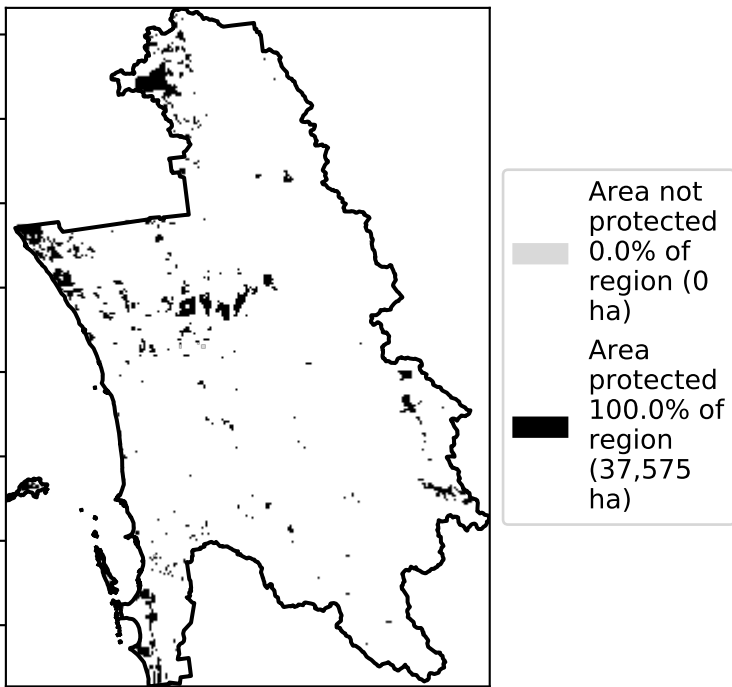 Area not
protected
0.0% of
region (0
ha)
Area
protected
100.0% of
region
(37,575
ha)